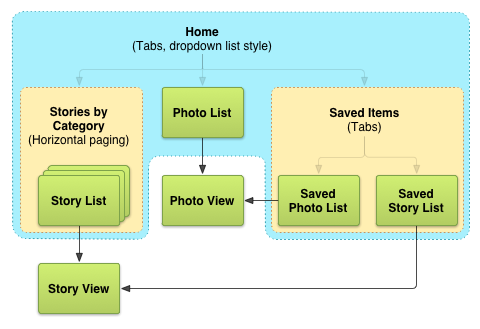 Home
(Tabs, dropdown list style)
Stories by
Category
(Horizontal paging)
Photo List
Saved Items
(Tabs)
Story List
Photo View
Saved
Photo List
Saved
Story List
Story View